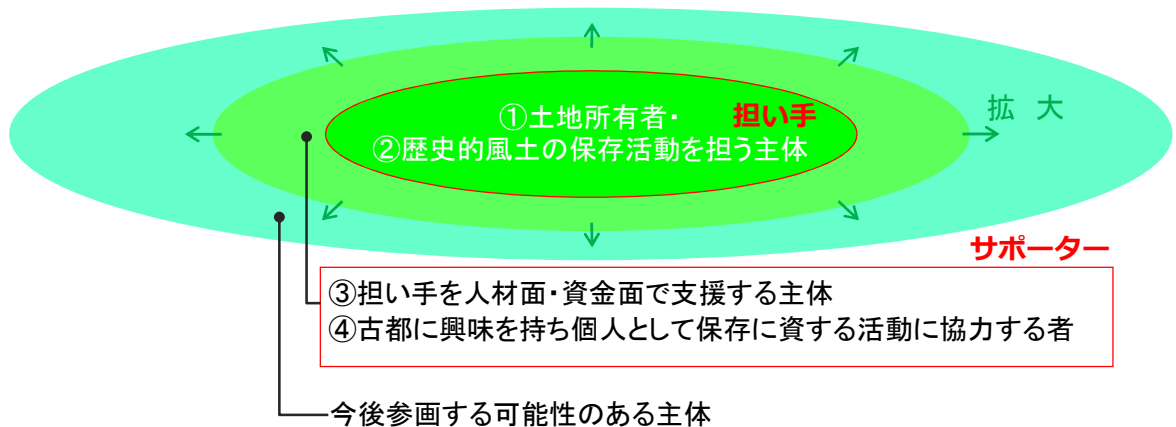 ①土地所有者・ 担い手
②歴史的風土の保存活動を担う主体
拡 大
サポーター
③担い手を人材面・資金面で支援する主体
④古都に興味を持ち個人として保存に資する活動に協力する者
今後参画する可能性のある主体